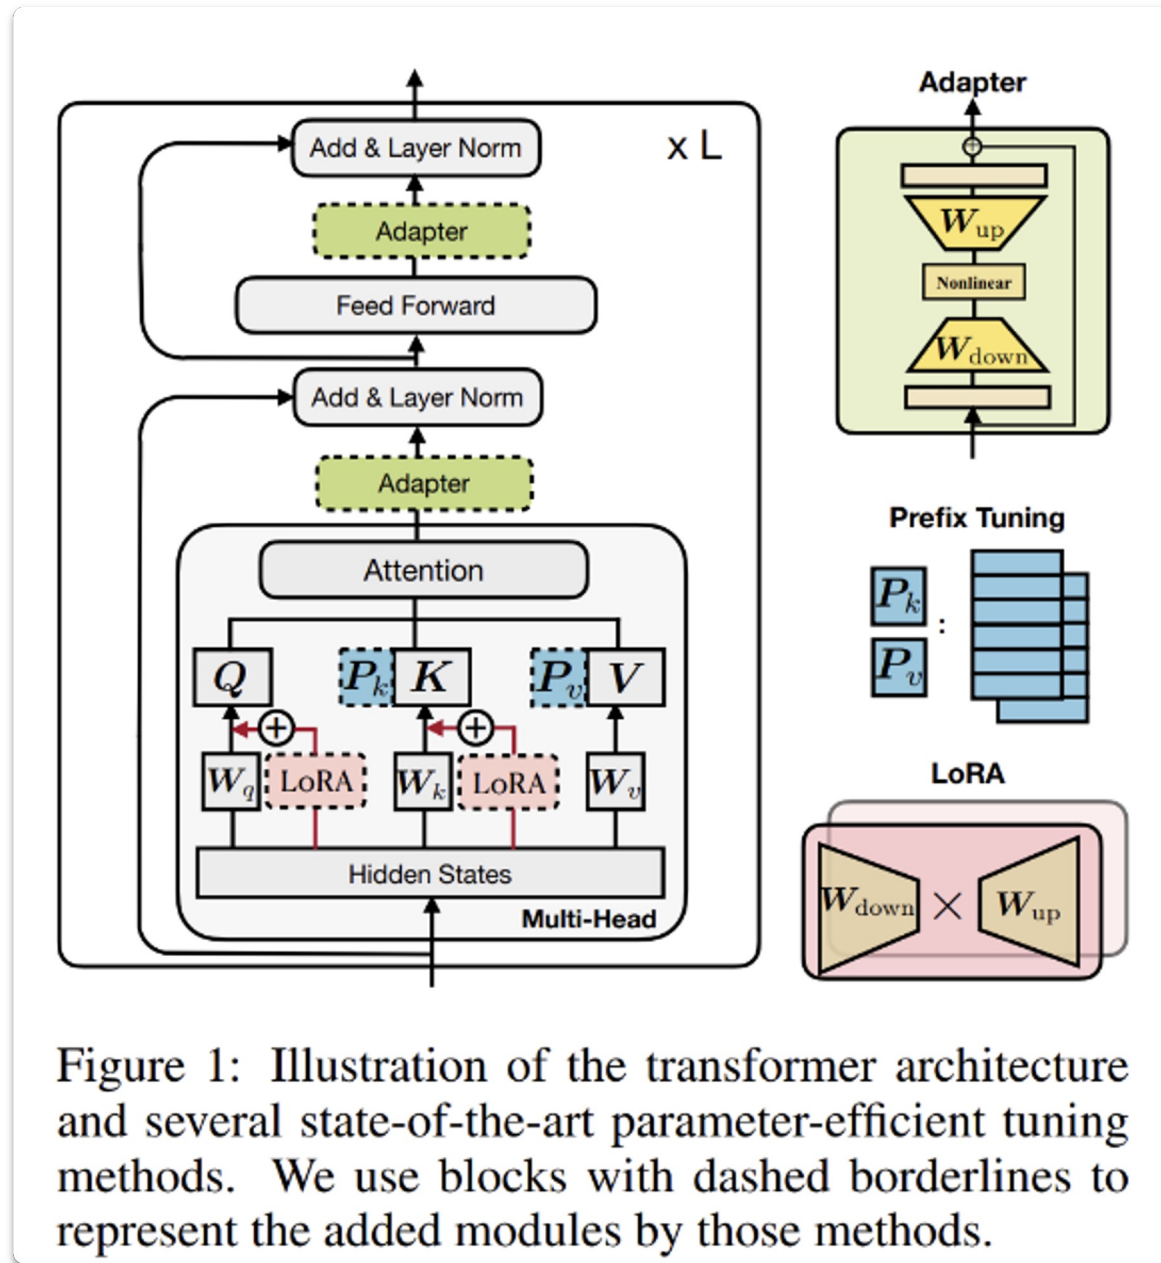 Add & Layer Norm
x L
Adapter
Feed Forward
Add & Layer Norm
Adapter
Attention
Q
Pk
K
Pv
V
+
+
Wq
LoRA
Wk
LoRA
Wv
Hidden States
Multi-Head
Adapter
+
Wup
Nonlinear
Wdown
Prefix Tuning
Pk
:
Pv
LoRA
Wdown × Wup
Figure 1: Illustration of the transformer architecture
and several state-of-the-art parameter-efficient tuning
methods. We use blocks with dashed borderlines to
represent the added modules by those methods.